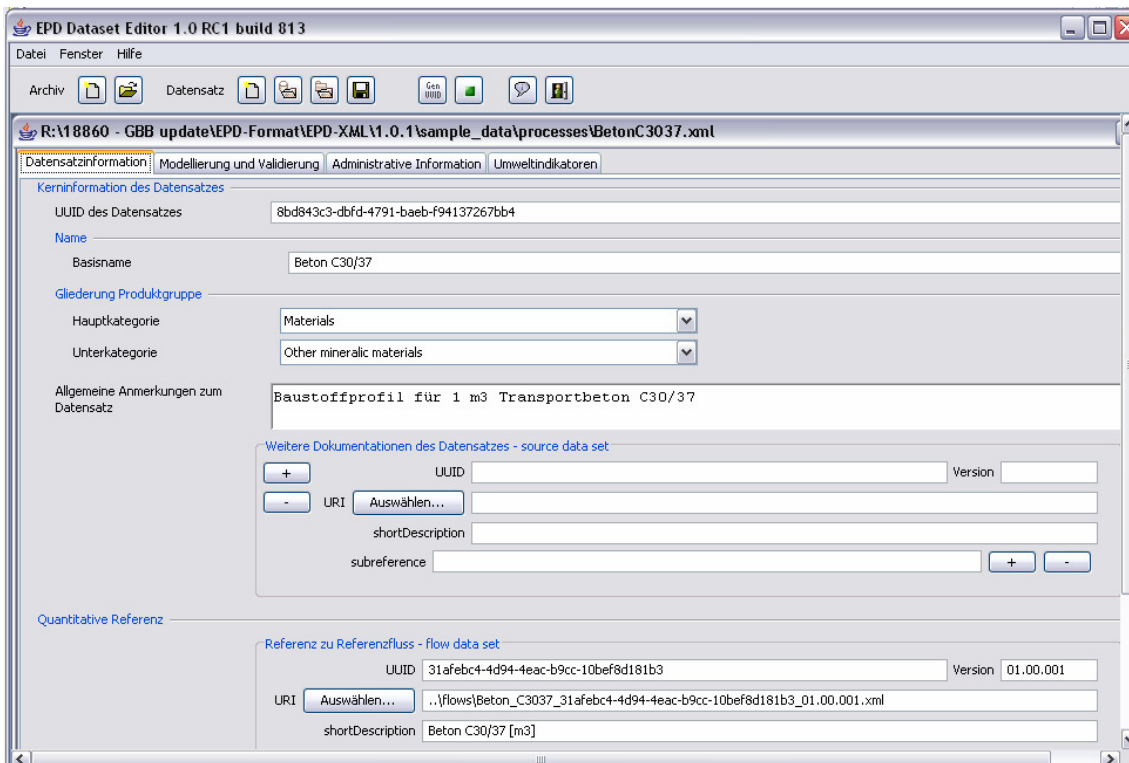 EPD Dataset Editor 1.0 RC1 build 813
Datei Fenster Hilfe
Archiv Datensatz Gen UUID
R:\18860 - GBB update\EPD-Format\EPD-XML\1.0.1\sample_data\processes\BetonC3037.xml
Datensatzinformation Modellierung und Validierung Administrative Information Umweltindikatoren
Kerninformation des Datensatzes
UUID des Datensatzes 8bd843c3-dbfd-4791-baeb-f94137267bb4
Name
Basisname Beton C30/37
Gliederung Produktgruppe
Hauptkategorie Materials
Unterkategorie Other mineralic materials
Allgemeine Anmerkungen zum
Datensatz
Baustoffprofil für 1 m3 Transportbeton C30/37
Weitere Dokumentationen des Datensatzes - source data set
+ UUID Version
- URI Auswählen...
shortDescription
subreference + -
Quantitative Referenz
Referenz zu Referenzfluss - flow data set
UUID 31afebc4-4d94-4eac-b9cc-10bef8d181b3 Version 01.00.001
URI Auswählen... ..\flows\Beton_C3037_31afebc4-4d94-4eac-b9cc-10bef8d181b3_01.00.001.xml
shortDescription Beton C30/37 [m3]